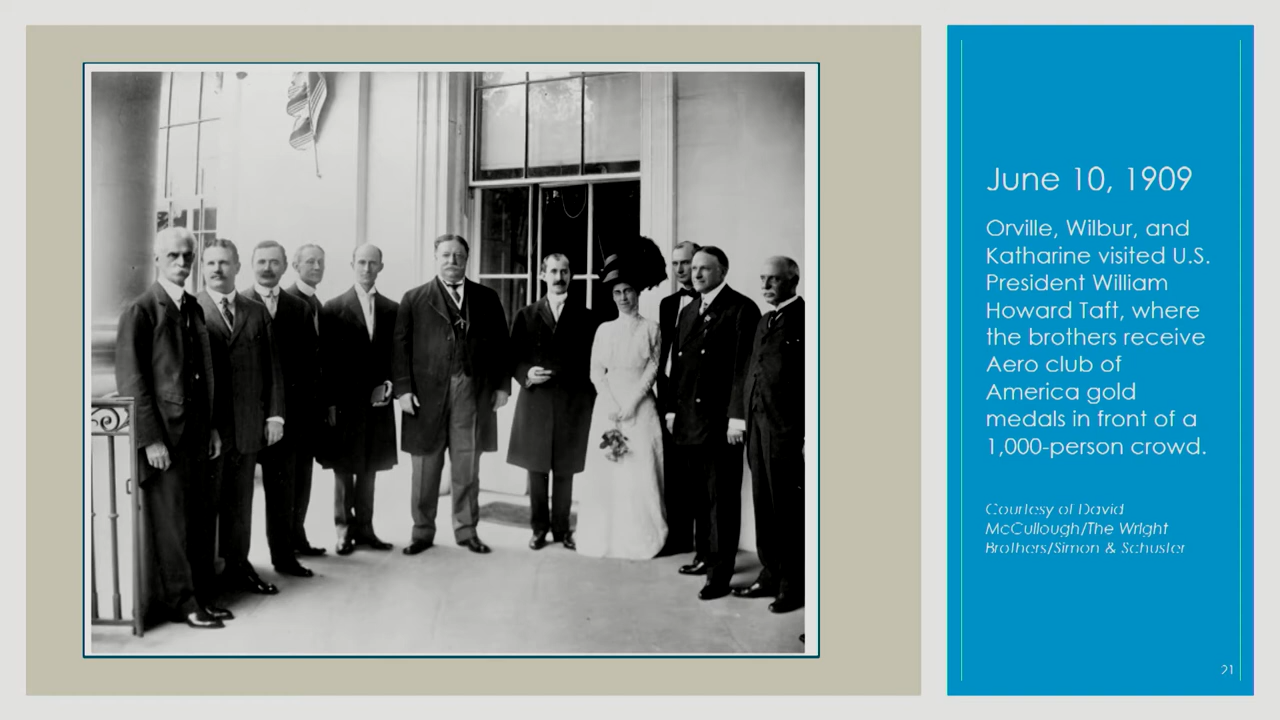 June 10, 1909
Orville, Wilbur, and
Katharine visited U.S.
President William
Howard Taft, where
the brothers receive
Aero club of
America gold
medals in front of a
1,000-person crowd.
Courtesy of David
McCullough/The Wright
Brothers/Simon & Schuster
21